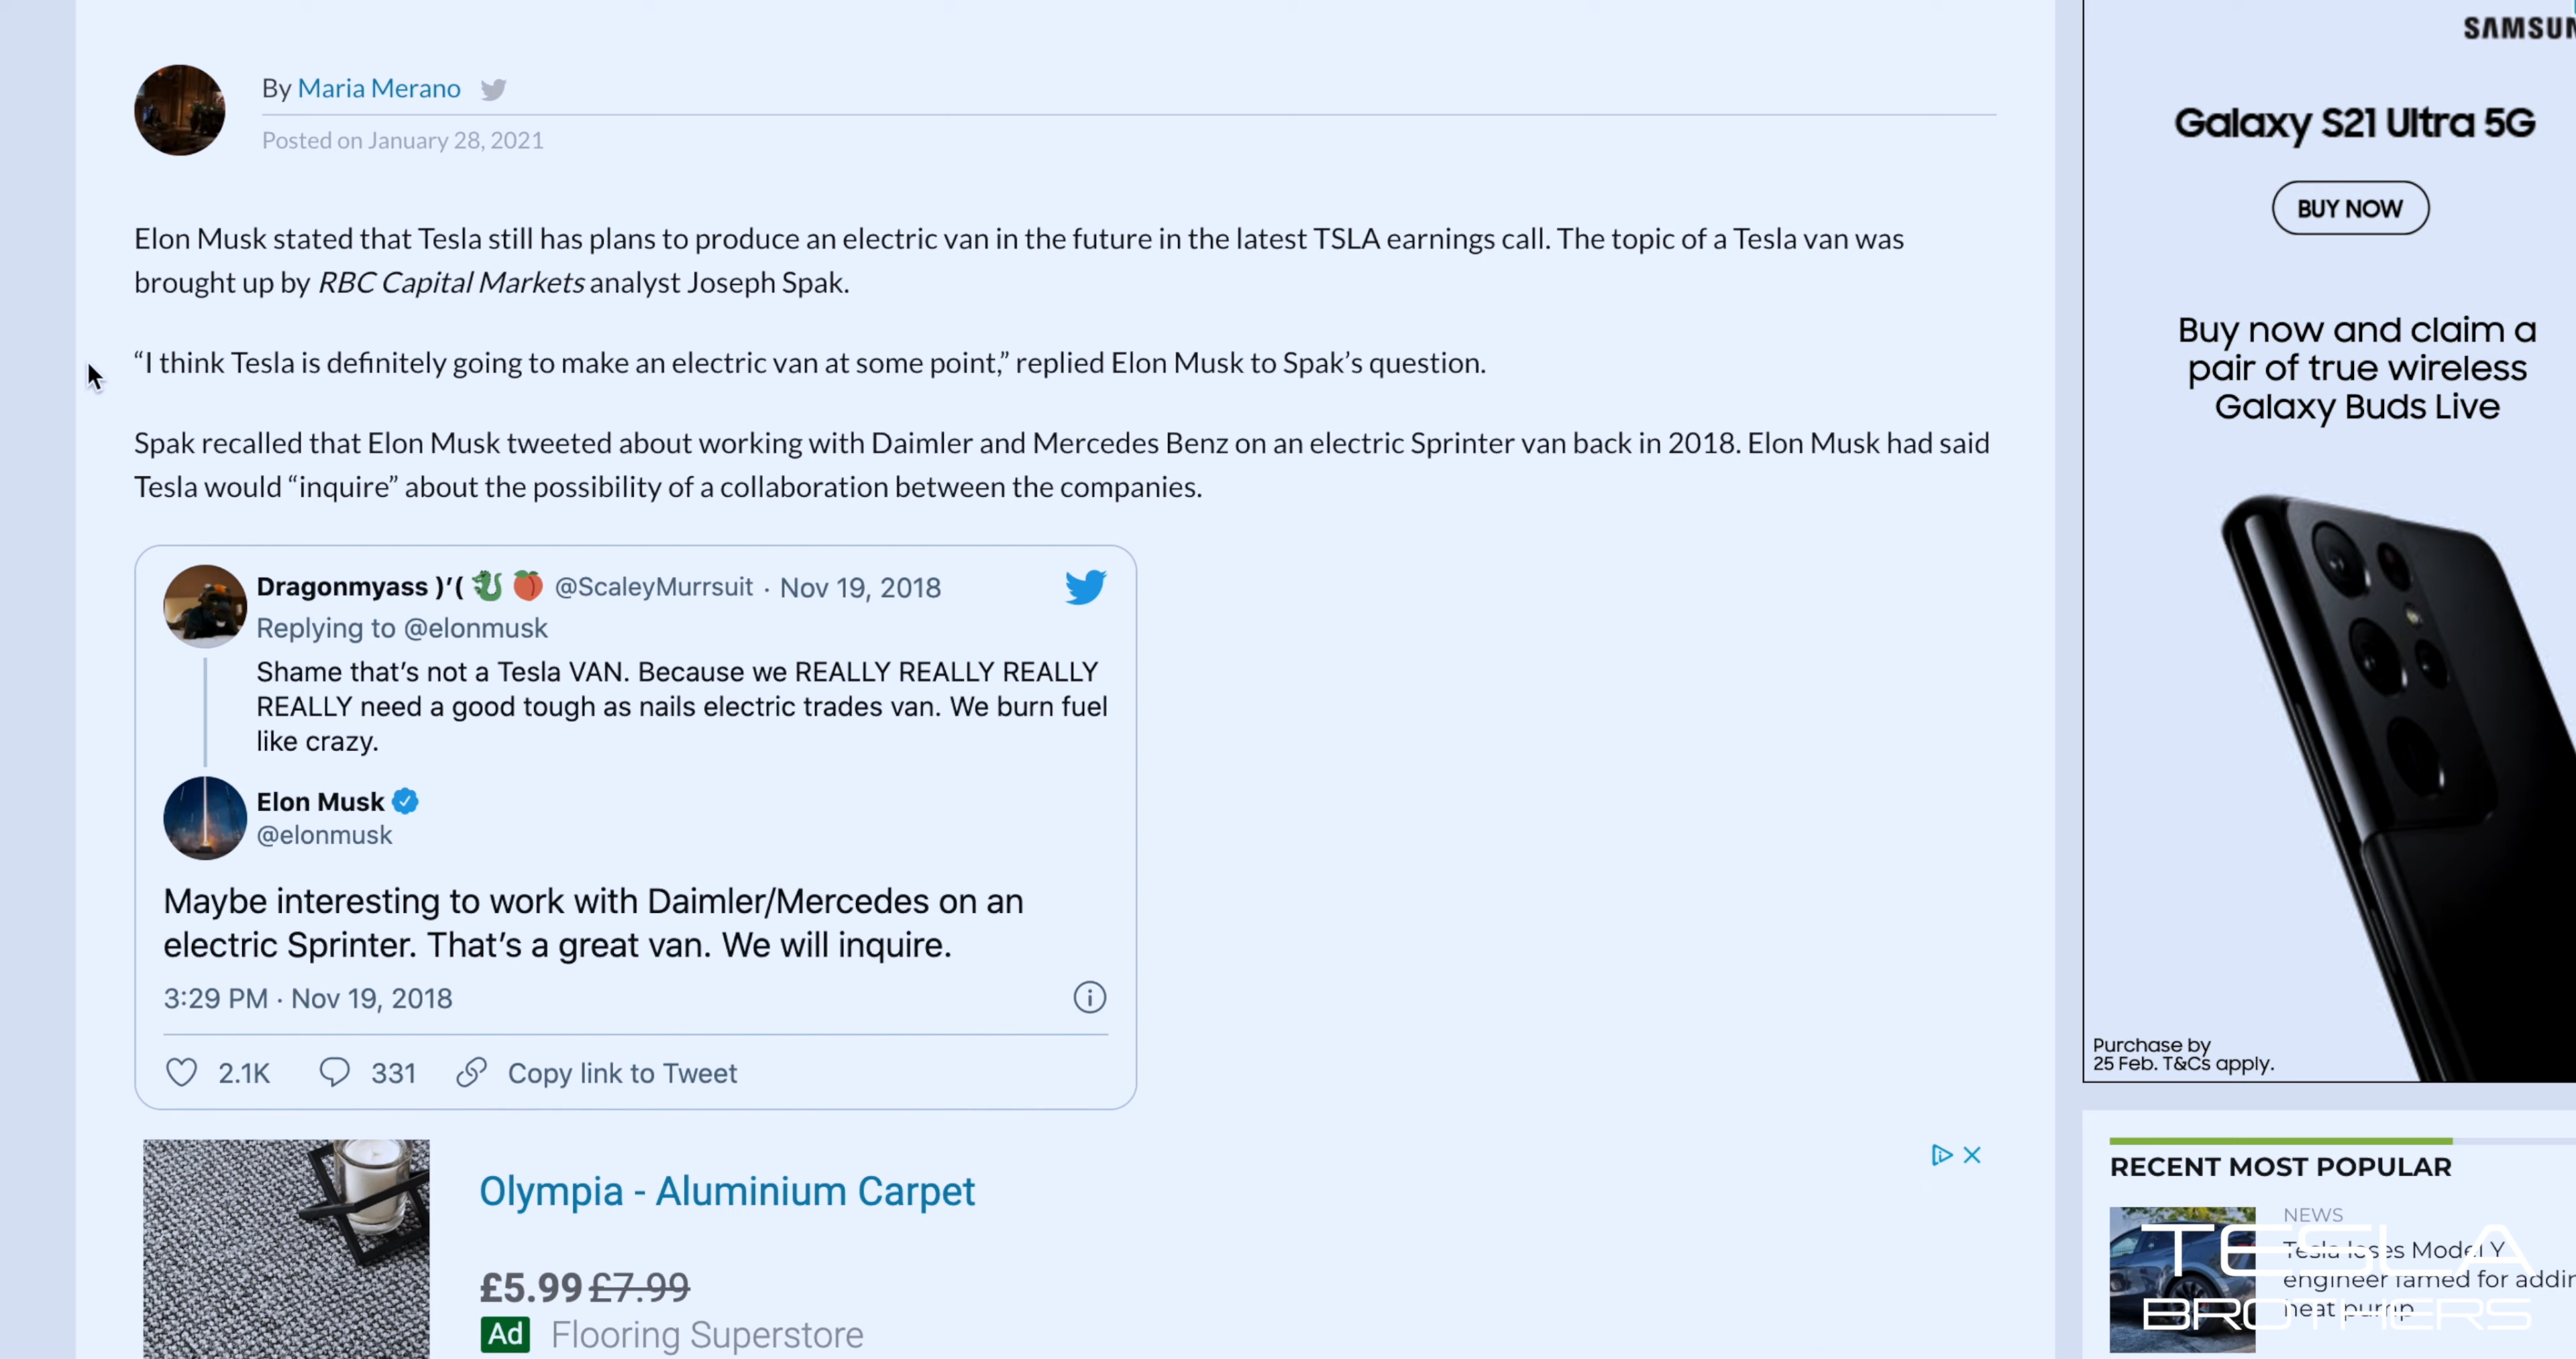 By Maria Merano
Posted on January 28, 2021
Elon Musk stated that Tesla still has plans to produce an electric van in the future in the latest TSLA earnings call. The topic of a Tesla van was
brought up by RBC Capital Markets analyst Joseph Spak.
“I think Tesla is definitely going to make an electric van at some point,” replied Elon Musk to Spak’s question.
Spak recalled that Elon Musk tweeted about working with Daimler and Mercedes Benz on an electric Sprinter van back in 2018. Elon Musk had said
Tesla would “inquire” about the possibility of a collaboration between the companies.
Dragonmyass )’( 🐉 🍑 @ScaleyMurrsuit · Nov 19, 2018
Replying to @elonmusk
Shame that’s not a Tesla VAN. Because we REALLY REALLY REALLY
REALLY need a good tough as nails electric trades van. We burn fuel
like crazy.
Elon Musk
@elonmusk
Maybe interesting to work with Daimler/Mercedes on an
electric Sprinter. That’s a great van. We will inquire.
3:29 PM · Nov 19, 2018
2.1K 331 Copy link to Tweet
Olympia - Aluminium Carpet
£5.99 £7.99
Ad Flooring Superstore
SAMSUN
Galaxy S21 Ultra 5G
BUY NOW
Buy now and claim a
pair of true wireless
Galaxy Buds Live
Purchase by
25 Feb. T&Cs apply.
RECENT MOST POPULAR
NEWS
Tesla loses Model Y
engineer famed for addin
heat pump
TESLA
BROTHERS